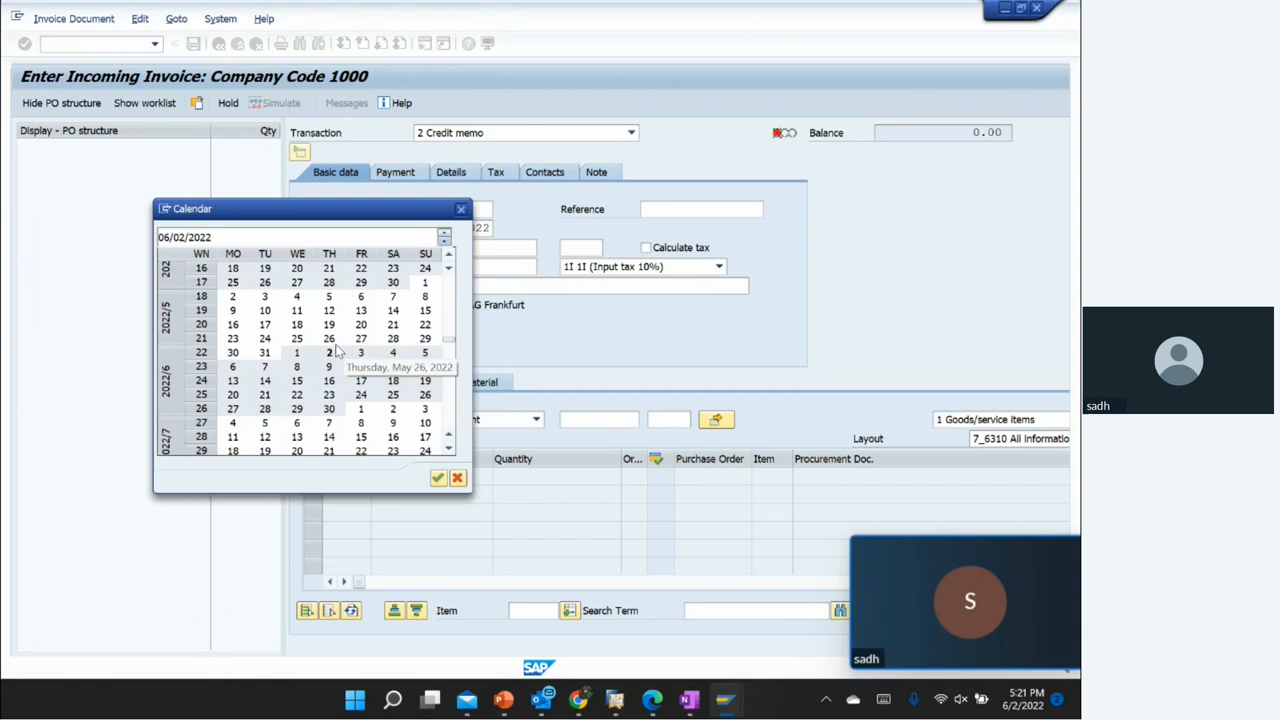 Invoice Document Edit Goto System Help
Enter Incoming Invoice: Company Code 1000
Hide PO structure Show worklist Hold Simulate Messages Help
Display - PO structure Qty
Transaction 2 Credit memo Balance 0.00
Basic data Payment Details Tax Contacts Note
Calendar
Reference
22
06/02/2022
Calculate tax
WN MO TU WE TH FR SA SU
202 16 18 19 20 21 22 23 24
1I 1I (Input tax 10%)
17 25 26 27 28 29 30 1
18 2 3 4 5 6 7 8
G Frankfurt
2022/5 19 9 10 11 12 13 14 15
20 16 17 18 19 20 21 22
21 23 24 25 26 27 28 29
22 30 31 1 2 3 4 5
2022/6 23 6 7 8 9
Thursday, May 26, 2022
24 13 14 15 16 17 18 19
aterial
25 20 21 22 23 24 25 26
26 27 28 29 30 1 2 3
27 4 5 6 7 8 9 10
nt 1 Goods/service items
022/7 28 11 12 13 14 15 16 17
Layout 7_6310 All Informatio
29 18 19 20 21 22 23 24
Quantity Or... Purchase Order Item Procurement Doc.
Item Search Term
S
sadh
sadh
SAP
5:21 PM
6/2/2022
2